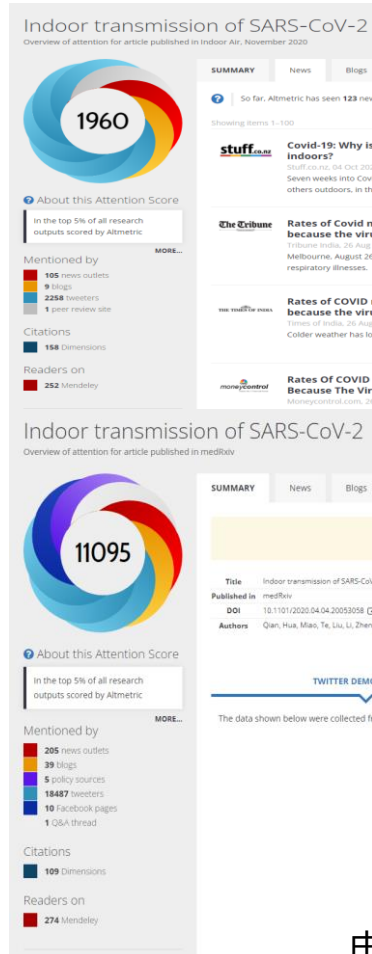 Indoor transmission of SARS-CoV-2
Overview of attention for article published in Indoor Air, November 2020
1960
SUMMARY News Blogs
So far, Altmetric has seen 123 new
Showing items 1–100
stuff.co.nz
Covid-19: Why is
indoors?
Stuff.co.nz, 04 Oct 202
Seven weeks into Cov
others outdoors, in th
The Tribune
Rates of Covid n
because the viru
Tribune India, 26 Aug
Melbourne, August 26
respiratory illnesses.
THE TIMES OF INDIA
Rates of COVID
because the viru
Times of India, 26 Aug
Colder weather has lo
moneycontrol
Rates Of COVID
Because The Vir
Moneycontrol.com, 26
About this Attention Score
In the top 5% of all research
outputs scored by Altmetric
MORE...
Mentioned by
105 news outlets
9 blogs
2258 tweeters
1 peer review site
Citations
158 Dimensions
Readers on
252 Mendeley
Indoor transmission of SARS-CoV-2
Overview of attention for article published in medRxiv
11095
SUMMARY News Blogs
Title Indoor transmission of SARS-CoV
Published in medRxiv
DOI 10.1101/2020.04.04.20053058
Authors Qian, Hua, Miao, Te, Liu, Li, Zhen
TWITTER DEMO
The data shown below were collected f
About this Attention Score
In the top 5% of all research
outputs scored by Altmetric
MORE...
Mentioned by
205 news outlets
39 blogs
5 policy sources
18487 tweeters
10 Facebook pages
1 Q&A thread
Citations
109 Dimensions
Readers on
274 Mendeley